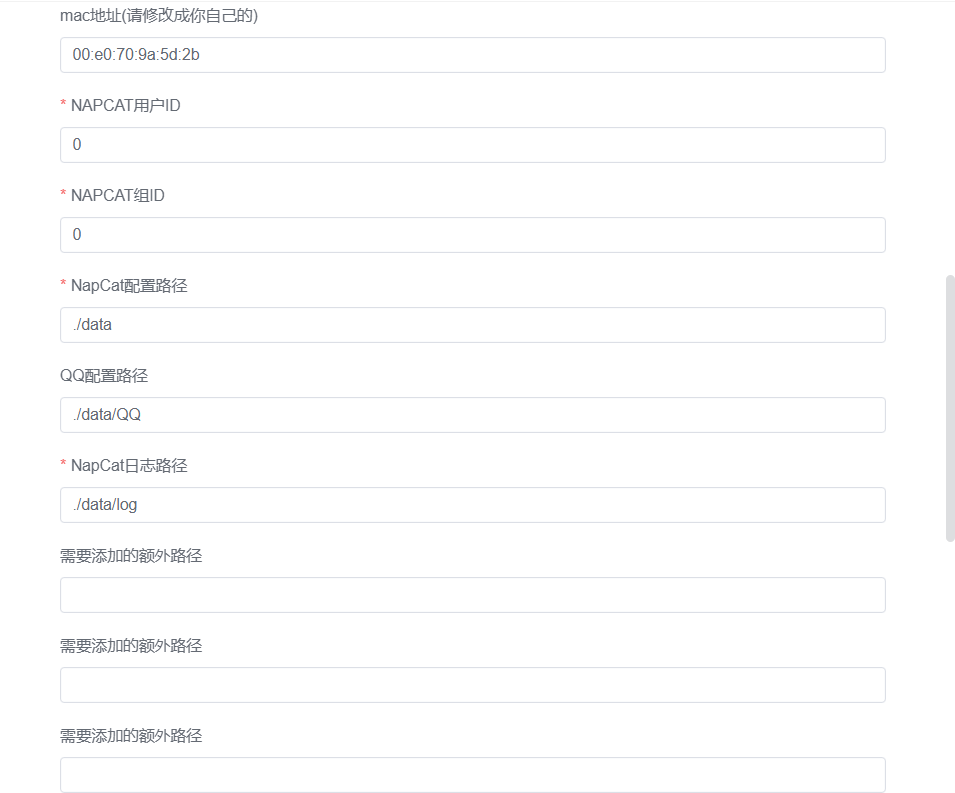 mac地址(请修改成你自己的)
00:e0:70:9a:5d:2b
* NAPCAT用户ID
0
* NAPCAT组ID
0
* NapCat配置路径
./data
QQ配置路径
./data/QQ
* NapCat日志路径
./data/log
需要添加的额外路径
需要添加的额外路径
需要添加的额外路径